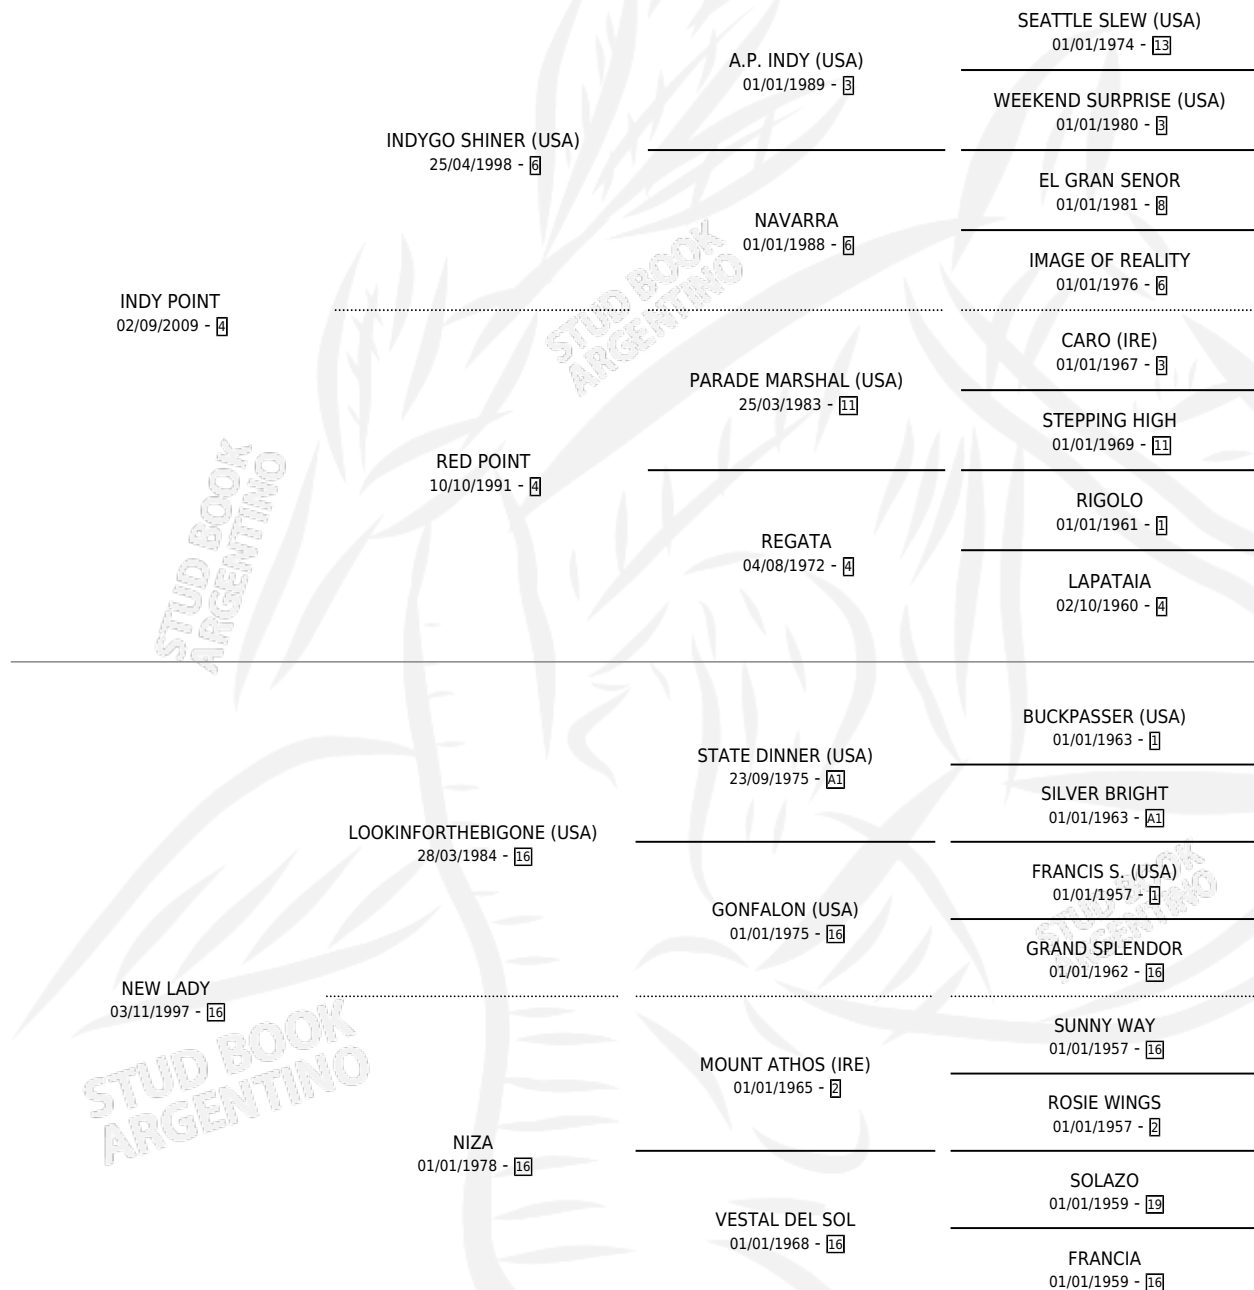 SEATTLE SLEW (USA)
01/01/1974 - 13
A.P. INDY (USA)
01/01/1989 - 3
WEEKEND SURPRISE (USA)
01/01/1980 - 3
INDYGO SHINER (USA)
25/04/1998 - 6
EL GRAN SENOR
01/01/1981 - 8
NAVARRA
01/01/1988 - 6
IMAGE OF REALITY
01/01/1976 - 6
INDY POINT
02/09/2009 - 4
CARO (IRE)
01/01/1967 - 3
PARADE MARSHAL (USA)
25/03/1983 - 11
STEPPING HIGH
01/01/1969 - 11
RED POINT
10/10/1991 - 4
RIGOLO
01/01/1961 - 1
REGATA
04/08/1972 - 4
LAPATAIA
02/10/1960 - 4
BUCKPASSER (USA)
01/01/1963 - 1
STATE DINNER (USA)
23/09/1975 - A1
SILVER BRIGHT
01/01/1963 - A1
LOOKINFORTHEBIGONE (USA)
28/03/1984 - 16
FRANCIS S. (USA)
01/01/1957 - 1
GONFALON (USA)
01/01/1975 - 16
GRAND SPLENDOR
01/01/1962 - 16
NEW LADY
03/11/1997 - 16
SUNNY WAY
01/01/1957 - 16
MOUNT ATHOS (IRE)
01/01/1965 - 2
ROSIE WINGS
01/01/1957 - 2
NIZA
01/01/1978 - 16
SOLAZO
01/01/1959 - 19
VESTAL DEL SOL
01/01/1968 - 16
FRANCIA
01/01/1959 - 16
STUD BOOK
ARGENTINO
STUD BOOK
ARGENTINO
STUD BOOK
ARGENTINO
STUD BOOK
ARGENTINO